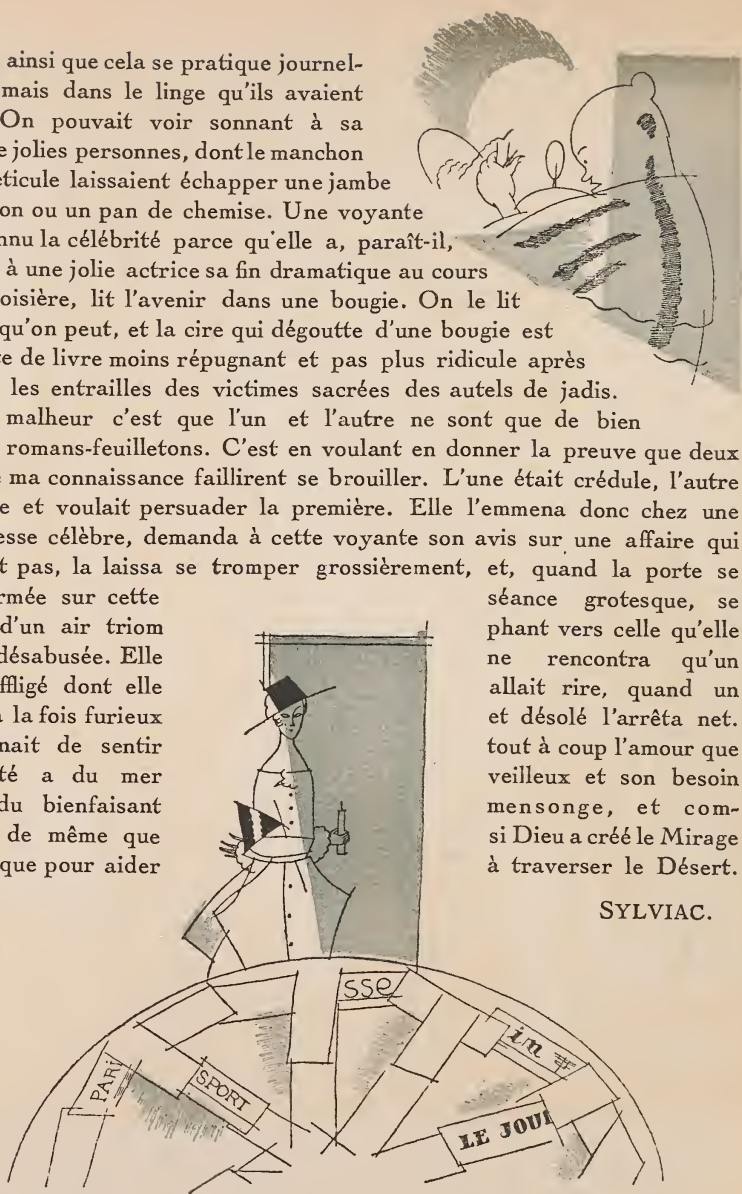 ainsi que cela se pratique journel-
mais dans le linge qu'ils avaient
On pouvait voir sonnant à sa
e jolies personnes, dont le manchon
éticule laissaient échapper une jambe
on ou un pan de chemise. Une voyante
nnu la célébrité parce qu'elle a, paraît-il,
à une jolie actrice sa fin dramatique au cours
oisière, lit l'avenir dans une bougie. On le lit
qu'on peut, et la cire qui dégoutte d'une bougie est
te de livre moins répugnant et pas plus ridicule après
les entrailles des victimes sacrées des autels de jadis.
malheur c'est que l'un et l'autre ne sont que de bien
romans-feuilletons. C'est en voulant en donner la preuve que deux
e ma connaissance faillirent se brouiller. L'une était crédule, l'autre
e et voulait persuader la première. Elle l'emmena donc chez une
esse célèbre, demanda à cette voyante son avis sur une affaire qui
t pas, la laissa se tromper grossièrement, et, quand la porte se
rmée sur cette séance grotesque, se
d'un air triom phant vers celle qu'elle
désabusée. Elle ne rencontra qu'un
ffligé dont elle allait rire, quand un
à la fois furieux et désolé l'arrêta net.
nait de sentir tout à coup l'amour que
té a du mer veilleux et son besoin
du bienfaisant mensonge, et com-
de même que si Dieu a créé le Mirage
que pour aider à traverser le Désert.
SYLVIAC.
sse
in
PARI
SPORT
LE JOUR